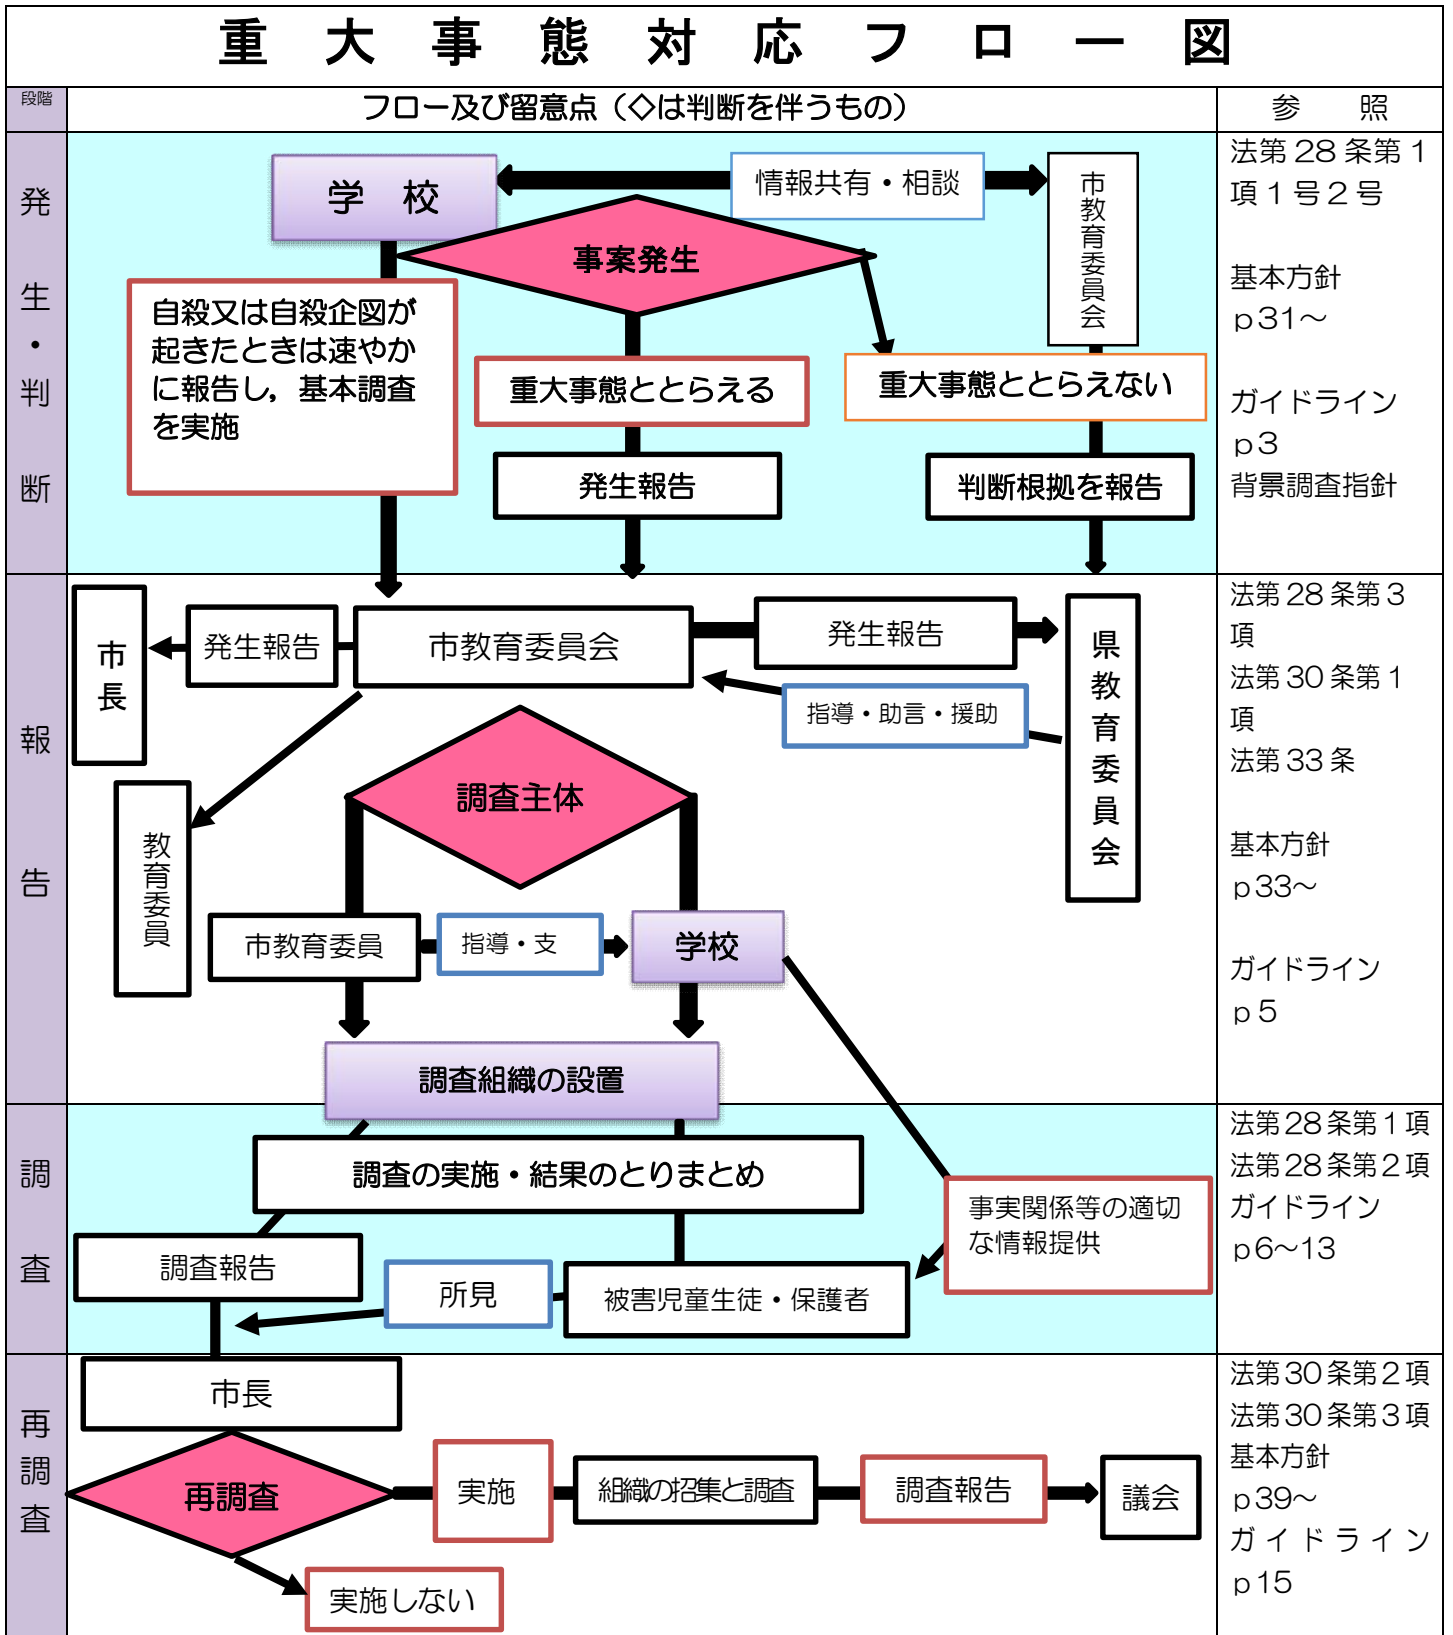 重大事態対応フロー図
段階
フロー及び留意点（◇は判断を伴うもの）
参照
発生・判断
学校
情報共有・相談
市教育委員会
事案発生
自殺又は自殺企図が
起きたときは速やか
に報告し，基本調査
を実施
重大事態ととらえる
重大事態ととらえない
発生報告
判断根拠を報告
法第28条第1
項1号2号
基本方針
p31～
ガイドライン
p3
背景調査指針
報告
市長
発生報告
市教育委員会
発生報告
県教育委員会
指導・助言・援助
調査主体
教育委員
市教育委員
指導・支
学校
調査組織の設置
法第28条第3
項
法第30条第1
項
法第33条
基本方針
p33～
ガイドライン
p5
調査
調査の実施・結果のとりまとめ
事実関係等の適切
な情報提供
調査報告
所見
被害児童生徒・保護者
法第28条第1項
法第28条第2項
ガイドライン
p6～13
再調査
市長
再調査
実施
組織の招集と調査
調査報告
議会
実施しない
法第30条第2項
法第30条第3項
基本方針
p39～
ガイドライン
p15